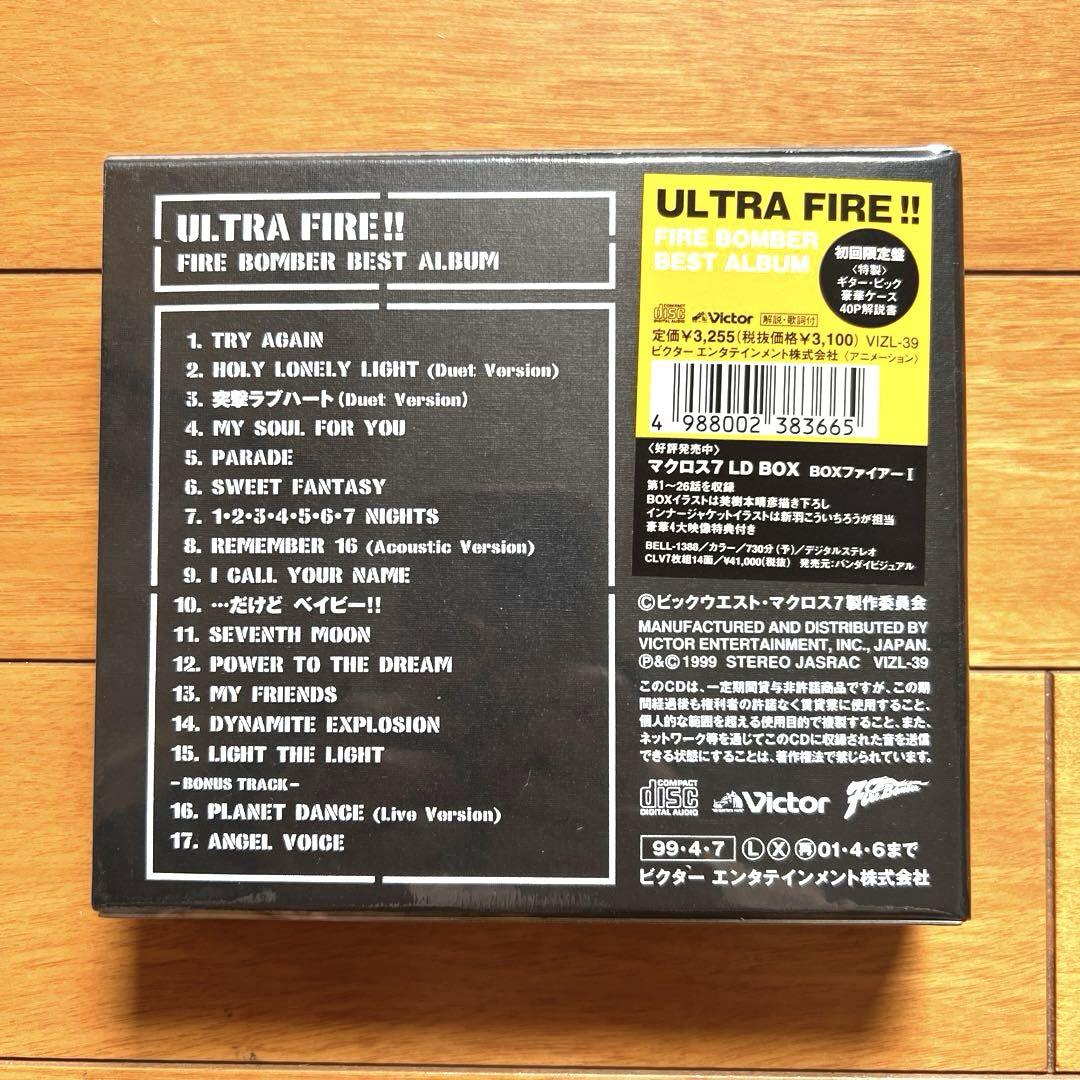 ULTRA FIRE!!
FIRE BOMBER BEST ALBUM
1. TRY AGAIN
2. HOLY LONELY LIGHT (Duet Version)
3. 突撃ラブハート(Duet Version)
4. MY SOUL FOR YOU
5. PARADE
6. SWEET FANTASY
7. 1・2・3・4・5・6・7 NIGHTS
8. REMEMBER 16 (Acoustic Version)
9. I CALL YOUR NAME
10. …だけど ベイビー!!
11. SEVENTH MOON
12. POWER TO THE DREAM
13. MY FRIENDS
14. DYNAMITE EXPLOSION
15. LIGHT THE LIGHT
-BONUS TRACK-
16. PLANET DANCE (Live Version)
17. ANGEL VOICE
ULTRA FIRE!!
FIRE BOMBER
BEST ALBUM
初回限定盤
〈特製〉
ギター・ピック
豪華ケース
40P解説書
COMPACT
disc
DIGITAL AUDIO
Victor
解説・歌詞付
定価¥3,255(税抜価格¥3,100) VIZL-39
ビクター エンタテインメント株式会社〈アニメーション〉
4 988002 383665
〈好評発売中〉
マクロス7 LD BOX BOXファイアーI
第1〜26話を収録
BOXイラストは美樹本晴彦描き下ろし
インナージャケットイラストは新羽こういちろうが担当
豪華4大映像特典付き
BELL-1388/カラー/730分(予)/デジタルステレオ
CLV7枚組14面/¥41,000(税抜) 発売元:バンダイビジュアル
©ビックウエスト・マクロス7製作委員会
MANUFACTURED AND DISTRIBUTED BY
VICTOR ENTERTAINMENT, INC., JAPAN.
Ⓟ&© 1999 STEREO JASRAC VIZL-39
このCDは、一定期間貸与非許諾商品ですが、この期
間経過後も権利者の許諾なく賃貸業に使用すること、
個人的な範囲を超える使用目的で複製すること、また、
ネットワーク等を通じてこのCDに収録された音を送信
できる状態にすることは、著作権法で禁じられています。
COMPACT
disc
DIGITAL AUDIO
Victor
Fire Bomber
99・4・7 Ⓛ Ⓧ ㊞01・4・6まで
ビクター エンタテインメント株式会社